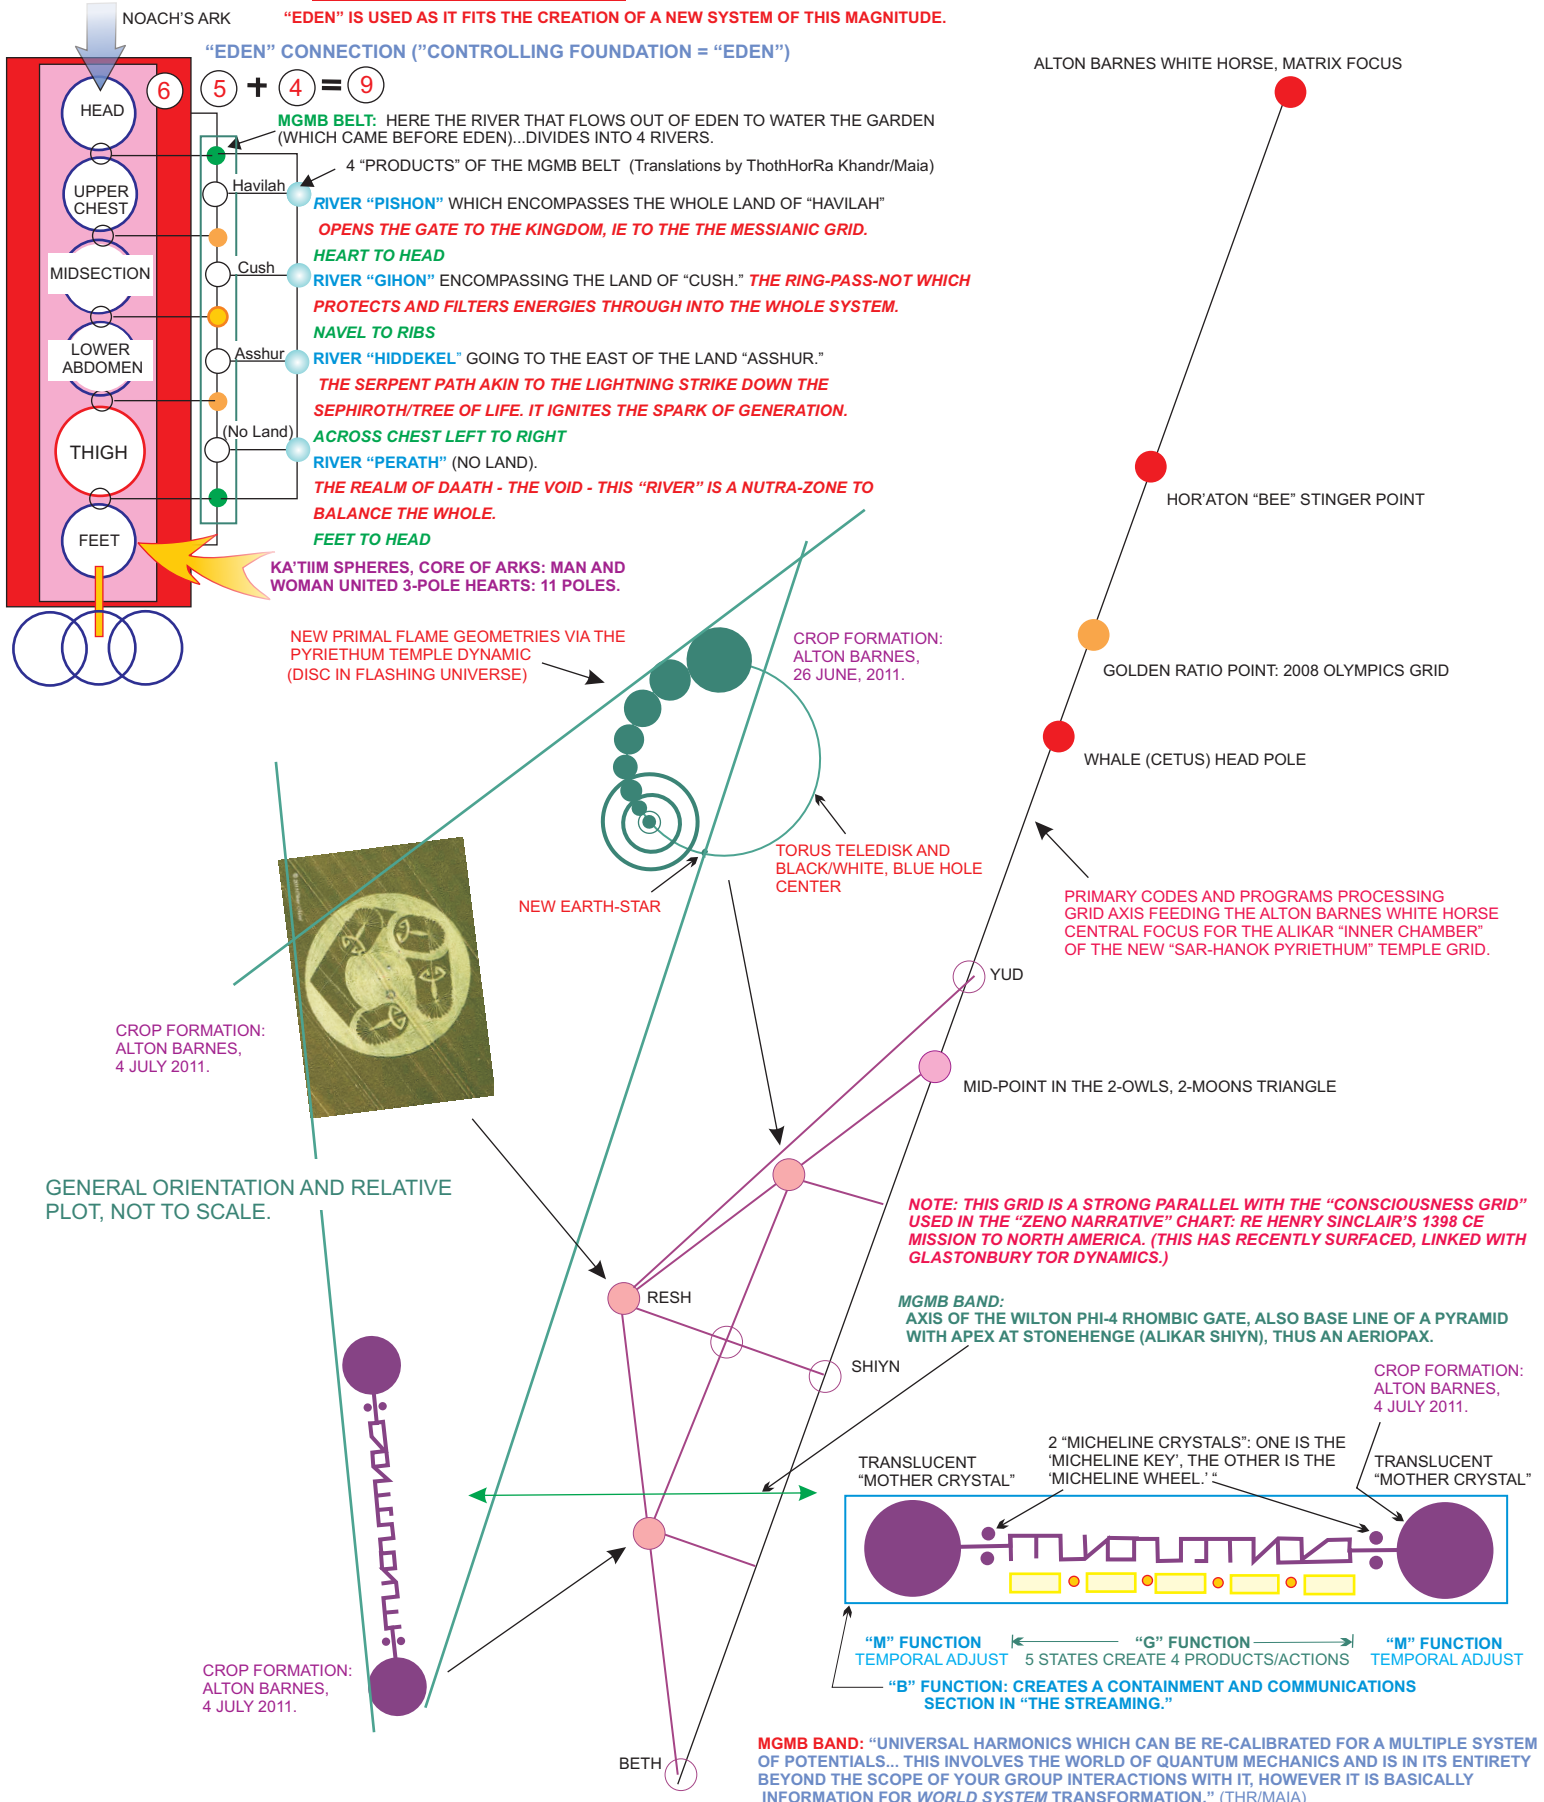 NOACH'S ARK
“EDEN” IS USED AS IT FITS THE CREATION OF A NEW SYSTEM OF THIS MAGNITUDE.
“EDEN” CONNECTION (”CONTROLLING FOUNDATION = “EDEN”)
6 5 + 4 = 9
HEAD
UPPER
CHEST
MIDSECTION
LOWER
ABDOMEN
THIGH
FEET
Havilah
Cush
Asshur
(No Land)
MGMB BELT: HERE THE RIVER THAT FLOWS OUT OF EDEN TO WATER THE GARDEN
(WHICH CAME BEFORE EDEN)...DIVIDES INTO 4 RIVERS.
4 “PRODUCTS” OF THE MGMB BELT (Translations by ThothHorRa Khandr/Maia)
RIVER “PISHON” WHICH ENCOMPASSES THE WHOLE LAND OF “HAVILAH”
OPENS THE GATE TO THE KINGDOM, IE TO THE THE MESSIANIC GRID.
HEART TO HEAD
RIVER “GIHON” ENCOMPASSING THE LAND OF “CUSH.” THE RING-PASS-NOT WHICH
PROTECTS AND FILTERS ENERGIES THROUGH INTO THE WHOLE SYSTEM.
NAVEL TO RIBS
RIVER “HIDDEKEL” GOING TO THE EAST OF THE LAND “ASSHUR.”
THE SERPENT PATH AKIN TO THE LIGHTNING STRIKE DOWN THE
SEPHIROTH/TREE OF LIFE. IT IGNITES THE SPARK OF GENERATION.
ACROSS CHEST LEFT TO RIGHT
RIVER “PERATH” (NO LAND).
THE REALM OF DAATH - THE VOID - THIS “RIVER” IS A NUTRA-ZONE TO
BALANCE THE WHOLE.
FEET TO HEAD
KA'TIIM SPHERES, CORE OF ARKS: MAN AND
WOMAN UNITED 3-POLE HEARTS: 11 POLES.
ALTON BARNES WHITE HORSE, MATRIX FOCUS
HOR'ATON “BEE” STINGER POINT
GOLDEN RATIO POINT: 2008 OLYMPICS GRID
WHALE (CETUS) HEAD POLE
NEW PRIMAL FLAME GEOMETRIES VIA THE
PYRIETHUM TEMPLE DYNAMIC
(DISC IN FLASHING UNIVERSE)
CROP FORMATION:
ALTON BARNES,
26 JUNE, 2011.
TORUS TELEDISK AND
BLACK/WHITE, BLUE HOLE
CENTER
NEW EARTH-STAR
PRIMARY CODES AND PROGRAMS PROCESSING
GRID AXIS FEEDING THE ALTON BARNES WHITE HORSE
CENTRAL FOCUS FOR THE ALIKAR “INNER CHAMBER”
OF THE NEW “SAR-HANOK PYRIETHUM” TEMPLE GRID.
YUD
CROP FORMATION:
ALTON BARNES,
4 JULY 2011.
MID-POINT IN THE 2-OWLS, 2-MOONS TRIANGLE
GENERAL ORIENTATION AND RELATIVE
PLOT, NOT TO SCALE.
NOTE: THIS GRID IS A STRONG PARALLEL WITH THE “CONSCIOUSNESS GRID”
USED IN THE “ZENO NARRATIVE” CHART: RE HENRY SINCLAIR'S 1398 CE
MISSION TO NORTH AMERICA. (THIS HAS RECENTLY SURFACED, LINKED WITH
GLASTONBURY TOR DYNAMICS.)
RESH
MGMB BAND:
AXIS OF THE WILTON PHI-4 RHOMBIC GATE, ALSO BASE LINE OF A PYRAMID
WITH APEX AT STONEHENGE (ALIKAR SHIYN), THUS AN AERIOPAX.
SHIYN
CROP FORMATION:
ALTON BARNES,
4 JULY 2011.
TRANSLUCENT
“MOTHER CRYSTAL”
2 “MICHELINE CRYSTALS”: ONE IS THE
‘MICHELINE KEY’, THE OTHER IS THE
‘MICHELINE WHEEL.’ “
TRANSLUCENT
“MOTHER CRYSTAL”
“M” FUNCTION
TEMPORAL ADJUST
“G” FUNCTION
5 STATES CREATE 4 PRODUCTS/ACTIONS
“M” FUNCTION
TEMPORAL ADJUST
“B” FUNCTION: CREATES A CONTAINMENT AND COMMUNICATIONS
SECTION IN “THE STREAMING.”
CROP FORMATION:
ALTON BARNES,
4 JULY 2011.
BETH
MGMB BAND: “UNIVERSAL HARMONICS WHICH CAN BE RE-CALIBRATED FOR A MULTIPLE SYSTEM
OF POTENTIALS... THIS INVOLVES THE WORLD OF QUANTUM MECHANICS AND IS IN ITS ENTIRETY
BEYOND THE SCOPE OF YOUR GROUP INTERACTIONS WITH IT, HOWEVER IT IS BASICALLY
INFORMATION FOR WORLD SYSTEM TRANSFORMATION.” (THR/MAIA)